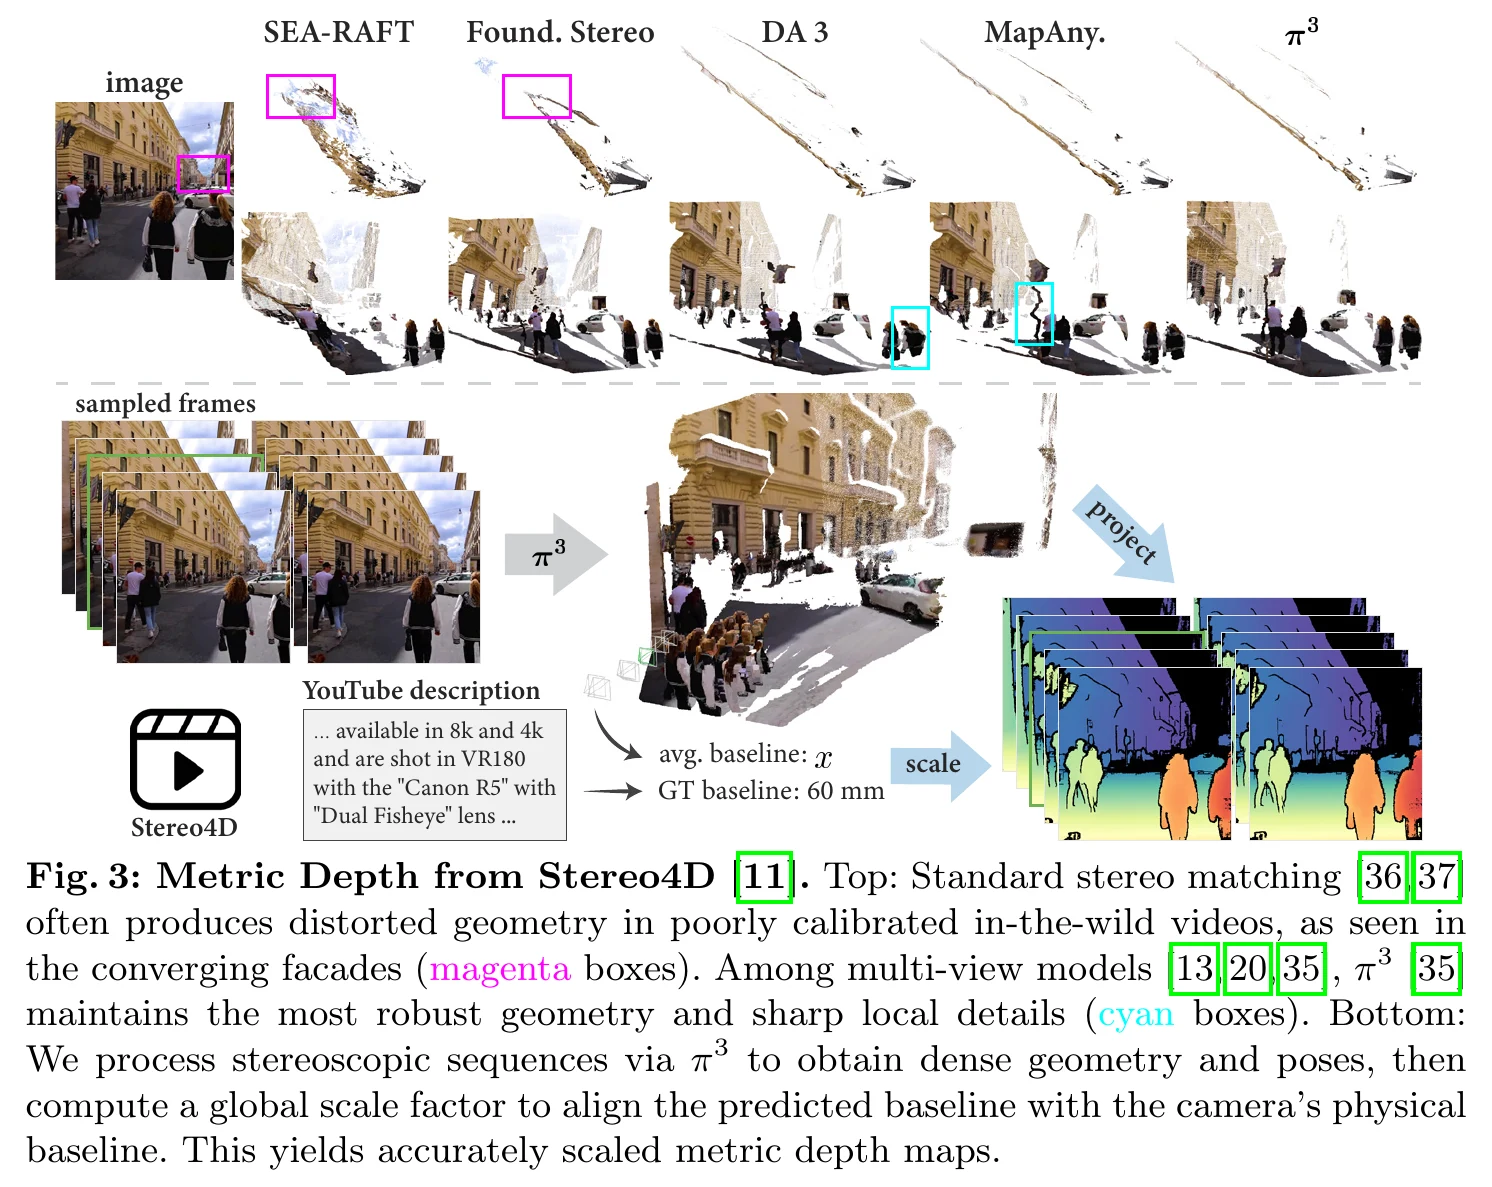 SEA-RAFT Found. Stereo DA 3 MapAny. π³
image
sampled frames
π³
project
YouTube description
... available in 8k and 4k
and are shot in VR180
with the "Canon R5" with
"Dual Fisheye" lens ...
Stereo4D
avg. baseline: x
GT baseline: 60 mm
scale
Fig. 3: Metric Depth from Stereo4D [11]. Top: Standard stereo matching [36,37]
often produces distorted geometry in poorly calibrated in-the-wild videos, as seen in
the converging facades (magenta boxes). Among multi-view models [13,20,35], π³ [35]
maintains the most robust geometry and sharp local details (cyan boxes). Bottom:
We process stereoscopic sequences via π³ to obtain dense geometry and poses, then
compute a global scale factor to align the predicted baseline with the camera's physical
baseline. This yields accurately scaled metric depth maps.